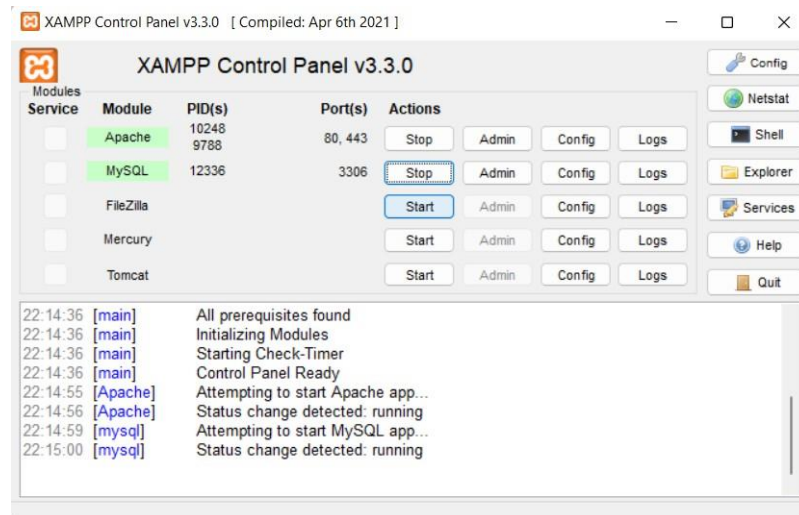 XAMPP Control Panel v3.3.0 [ Compiled: Apr 6th 2021 ]
XAMPP Control Panel v3.3.0
Config
Modules
Service Module PID(s) Port(s) Actions
Netstat
Apache 10248 9788 80, 443 Stop Admin Config Logs
Shell
MySQL 12336 3306 Stop Admin Config Logs
Explorer
FileZilla Start Admin Config Logs
Services
Mercury Start Admin Config Logs
Help
Tomcat Start Admin Config Logs
Quit
22:14:36 [main] All prerequisites found
22:14:36 [main] Initializing Modules
22:14:36 [main] Starting Check-Timer
22:14:36 [main] Control Panel Ready
22:14:55 [Apache] Attempting to start Apache app...
22:14:56 [Apache] Status change detected: running
22:14:59 [mysql] Attempting to start MySQL app...
22:15:00 [mysql] Status change detected: running